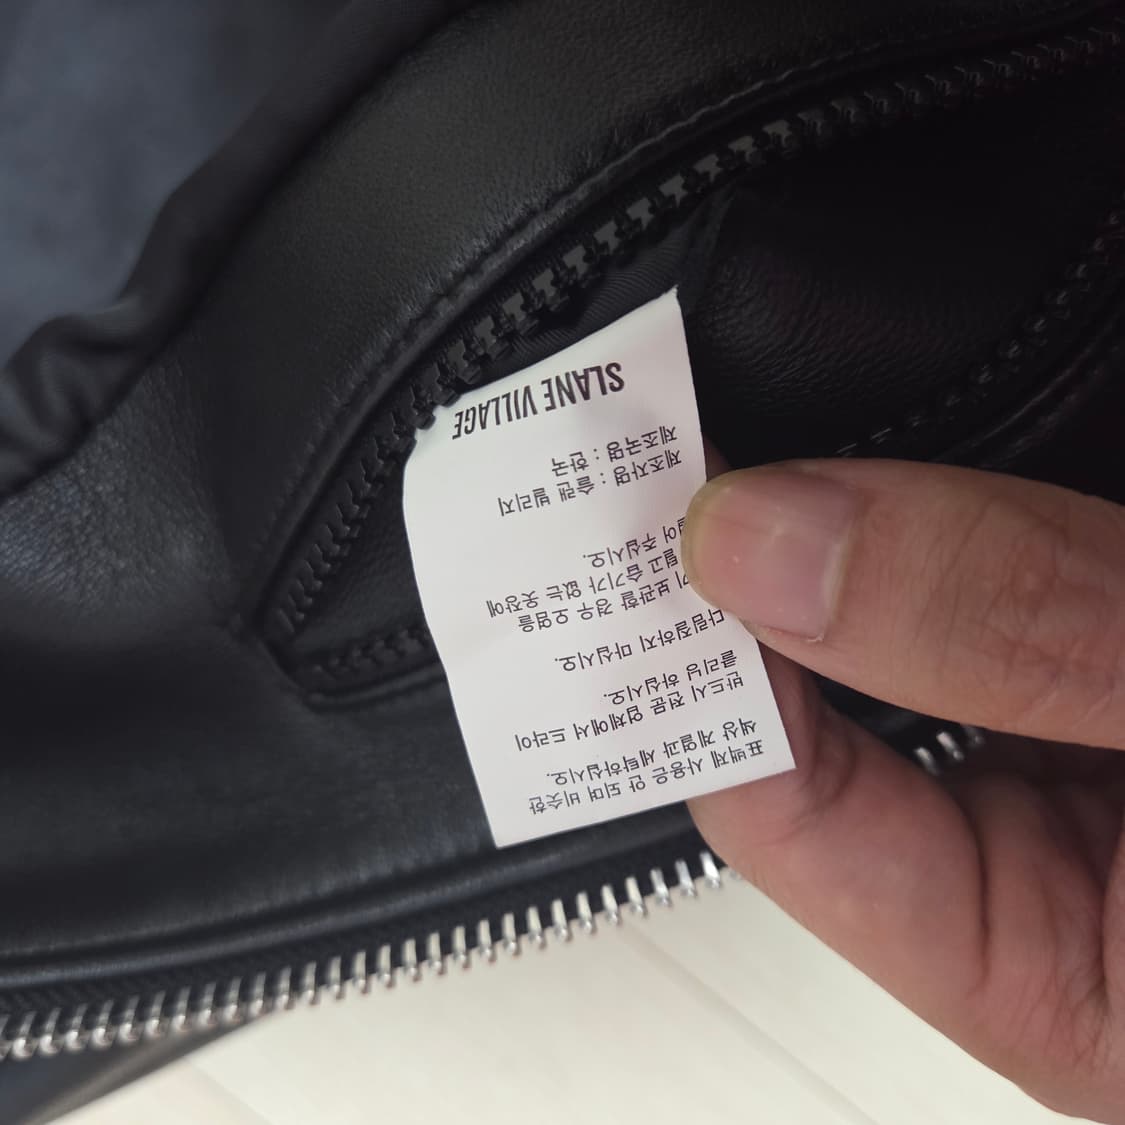 표백제 사용은 안 되며 비슷한
색상 계열과 세탁하십시오.
반드시 전문 업체에서 드라이
클리닝 하십시오.
다림질하지 마십시오.
보관할 경우 오염을
털고 습기가 없는 옷장에
걸어 주십시오.
제조자명 : 슬랜 빌리지
제조국명 : 한국
SLANE VILLAGE